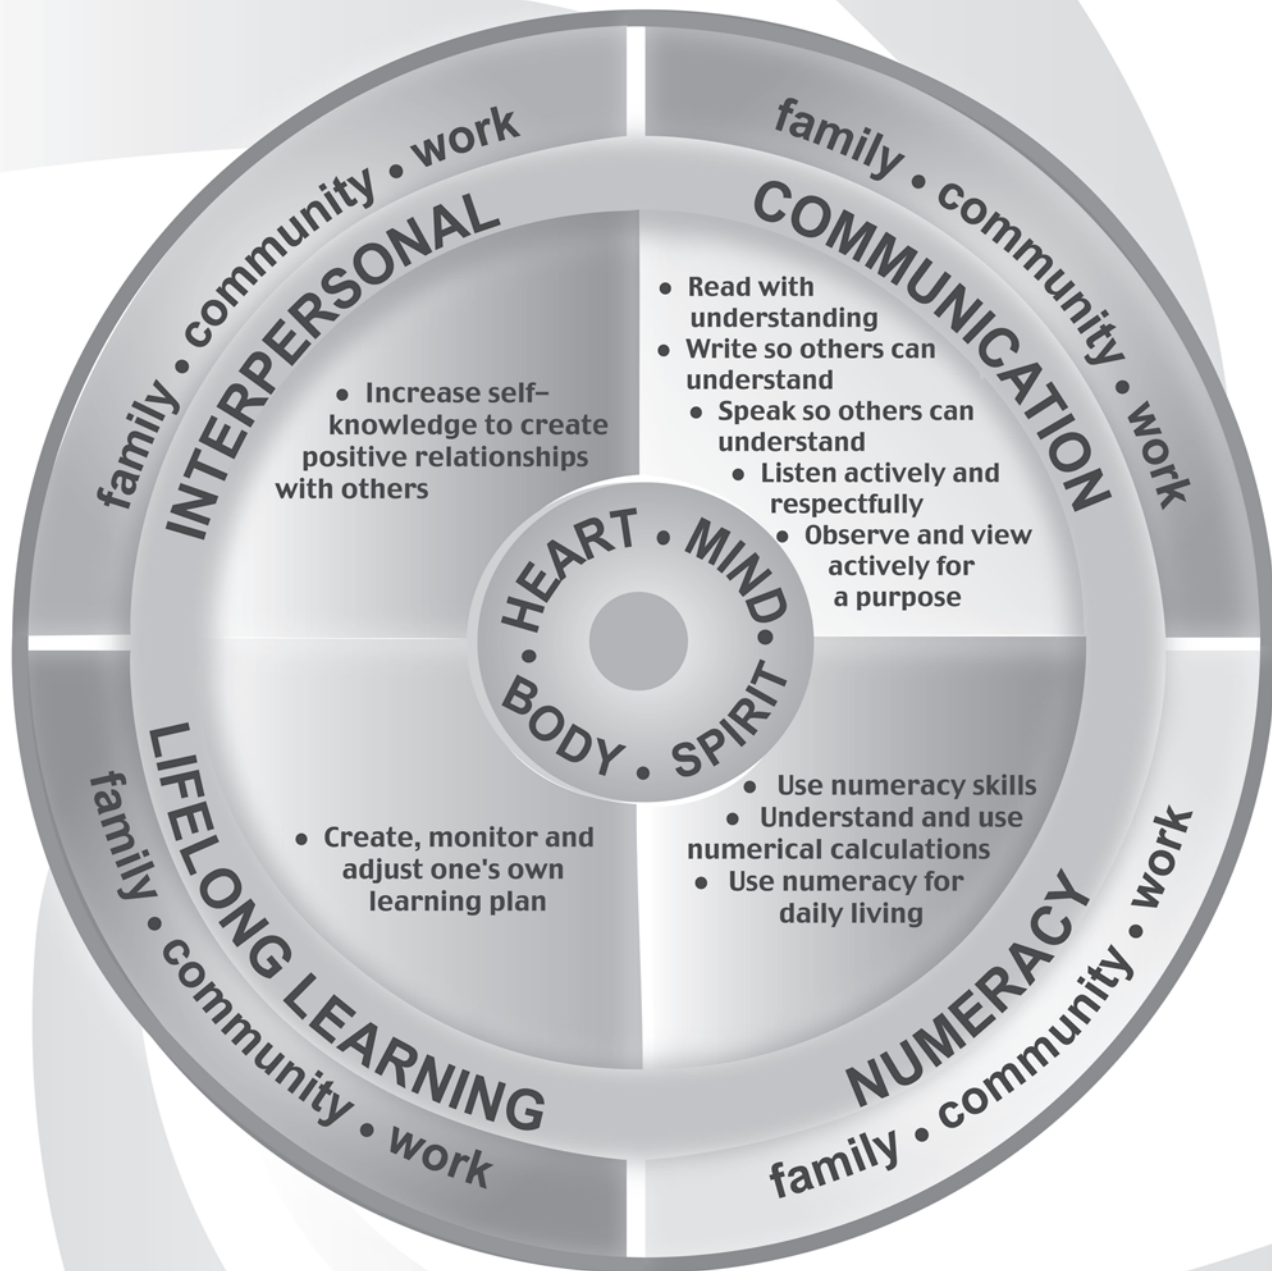 family • community • work
INTERPERSONAL
• Increase self–
knowledge to create
positive relationships
with others
family • community • work
COMMUNICATION
• Read with
understanding
• Write so others can
understand
• Speak so others can
understand
• Listen actively and
respectfully
• Observe and view
actively for
a purpose
HEART • MIND • SPIRIT • BODY •
LIFELONG LEARNING
family • community • work
• Create, monitor and
adjust one's own
learning plan
• Use numeracy skills
• Understand and use
numerical calculations
• Use numeracy for
daily living
NUMERACY
family • community • work